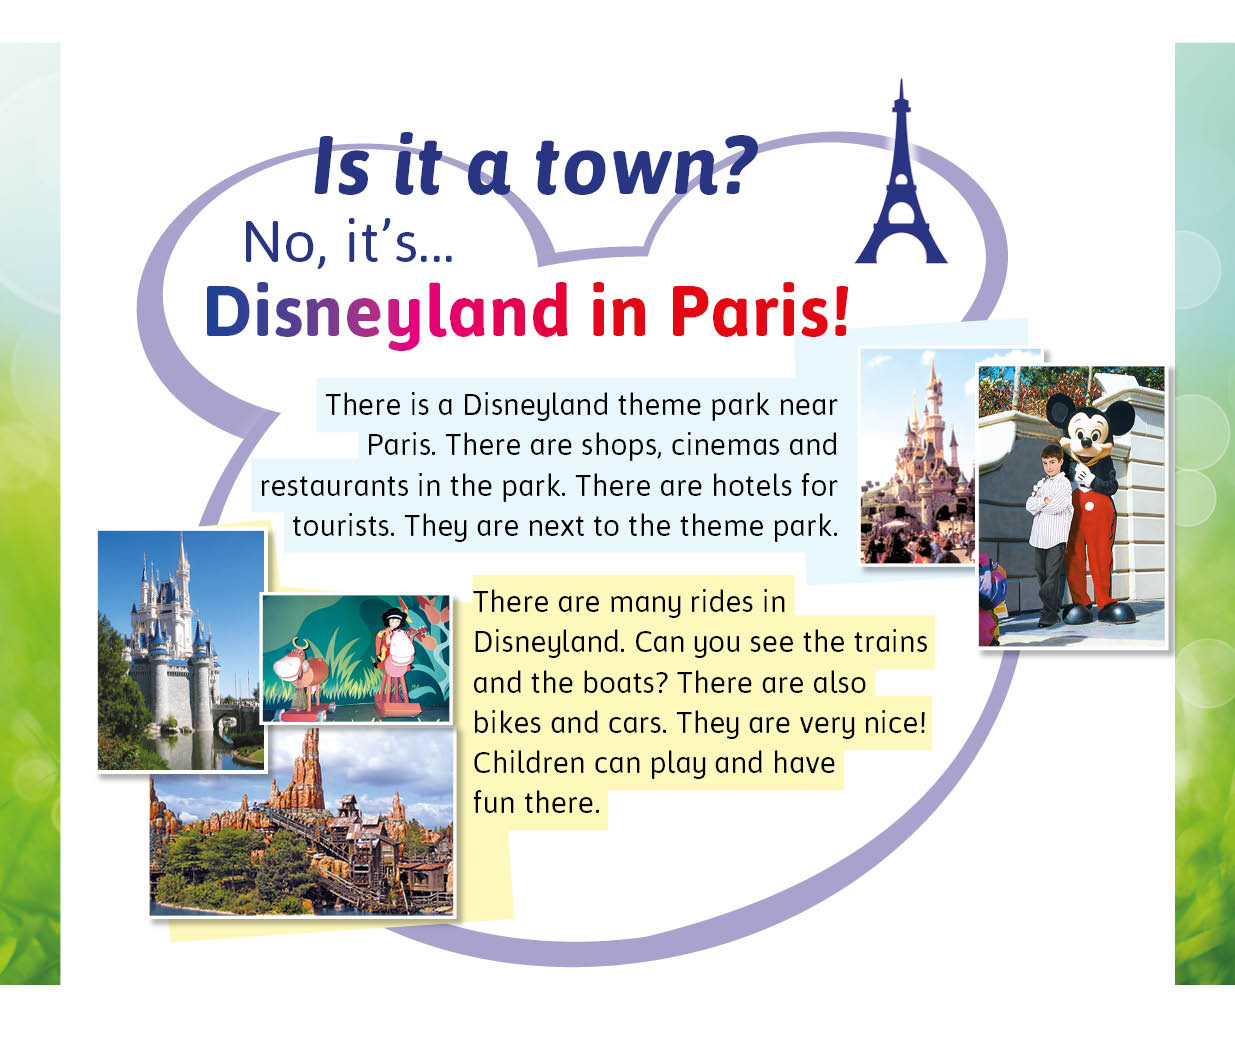 Is it a town?
No, it's...
Disneyland in Paris!
There is a Disneyland theme park near
Paris. There are shops, cinemas and
restaurants in the park. There are hotels for
tourists. They are next to the theme park.
There are many rides in
Disneyland. Can you see the trains
and the boats? There are also
bikes and cars. They are very nice!
Children can play and have
fun there.